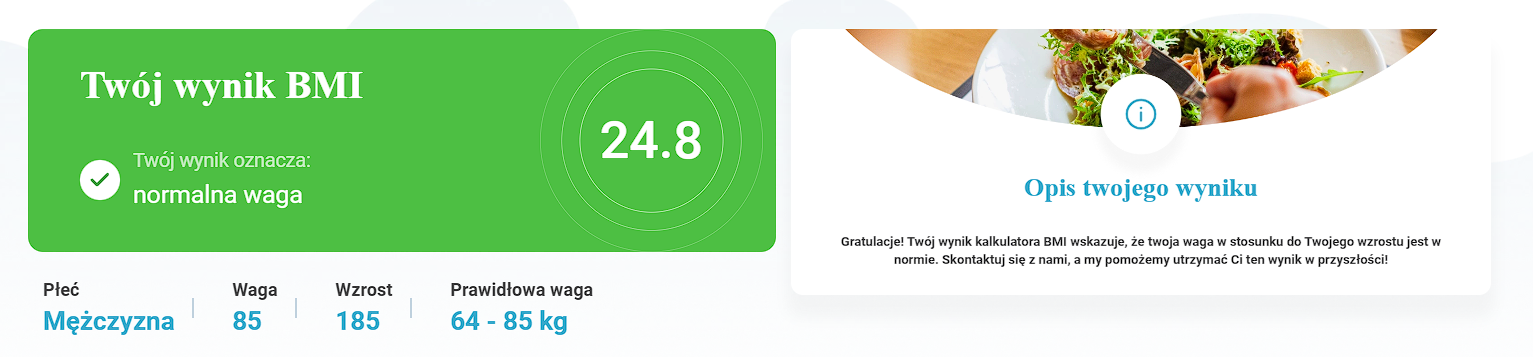 Twój wynik BMI
24.8
Twój wynik oznacza:
normalna waga
Płeć
Mężczyzna
Waga
85
Wzrost
185
Prawidłowa waga
64 - 85 kg
Opis twojego wyniku
Gratulacje! Twój wynik kalkulatora BMI wskazuje, że twoja waga w stosunku do Twojego wzrostu jest w
normie. Skontaktuj się z nami, a my pomożemy utrzymać Ci ten wynik w przyszłości!